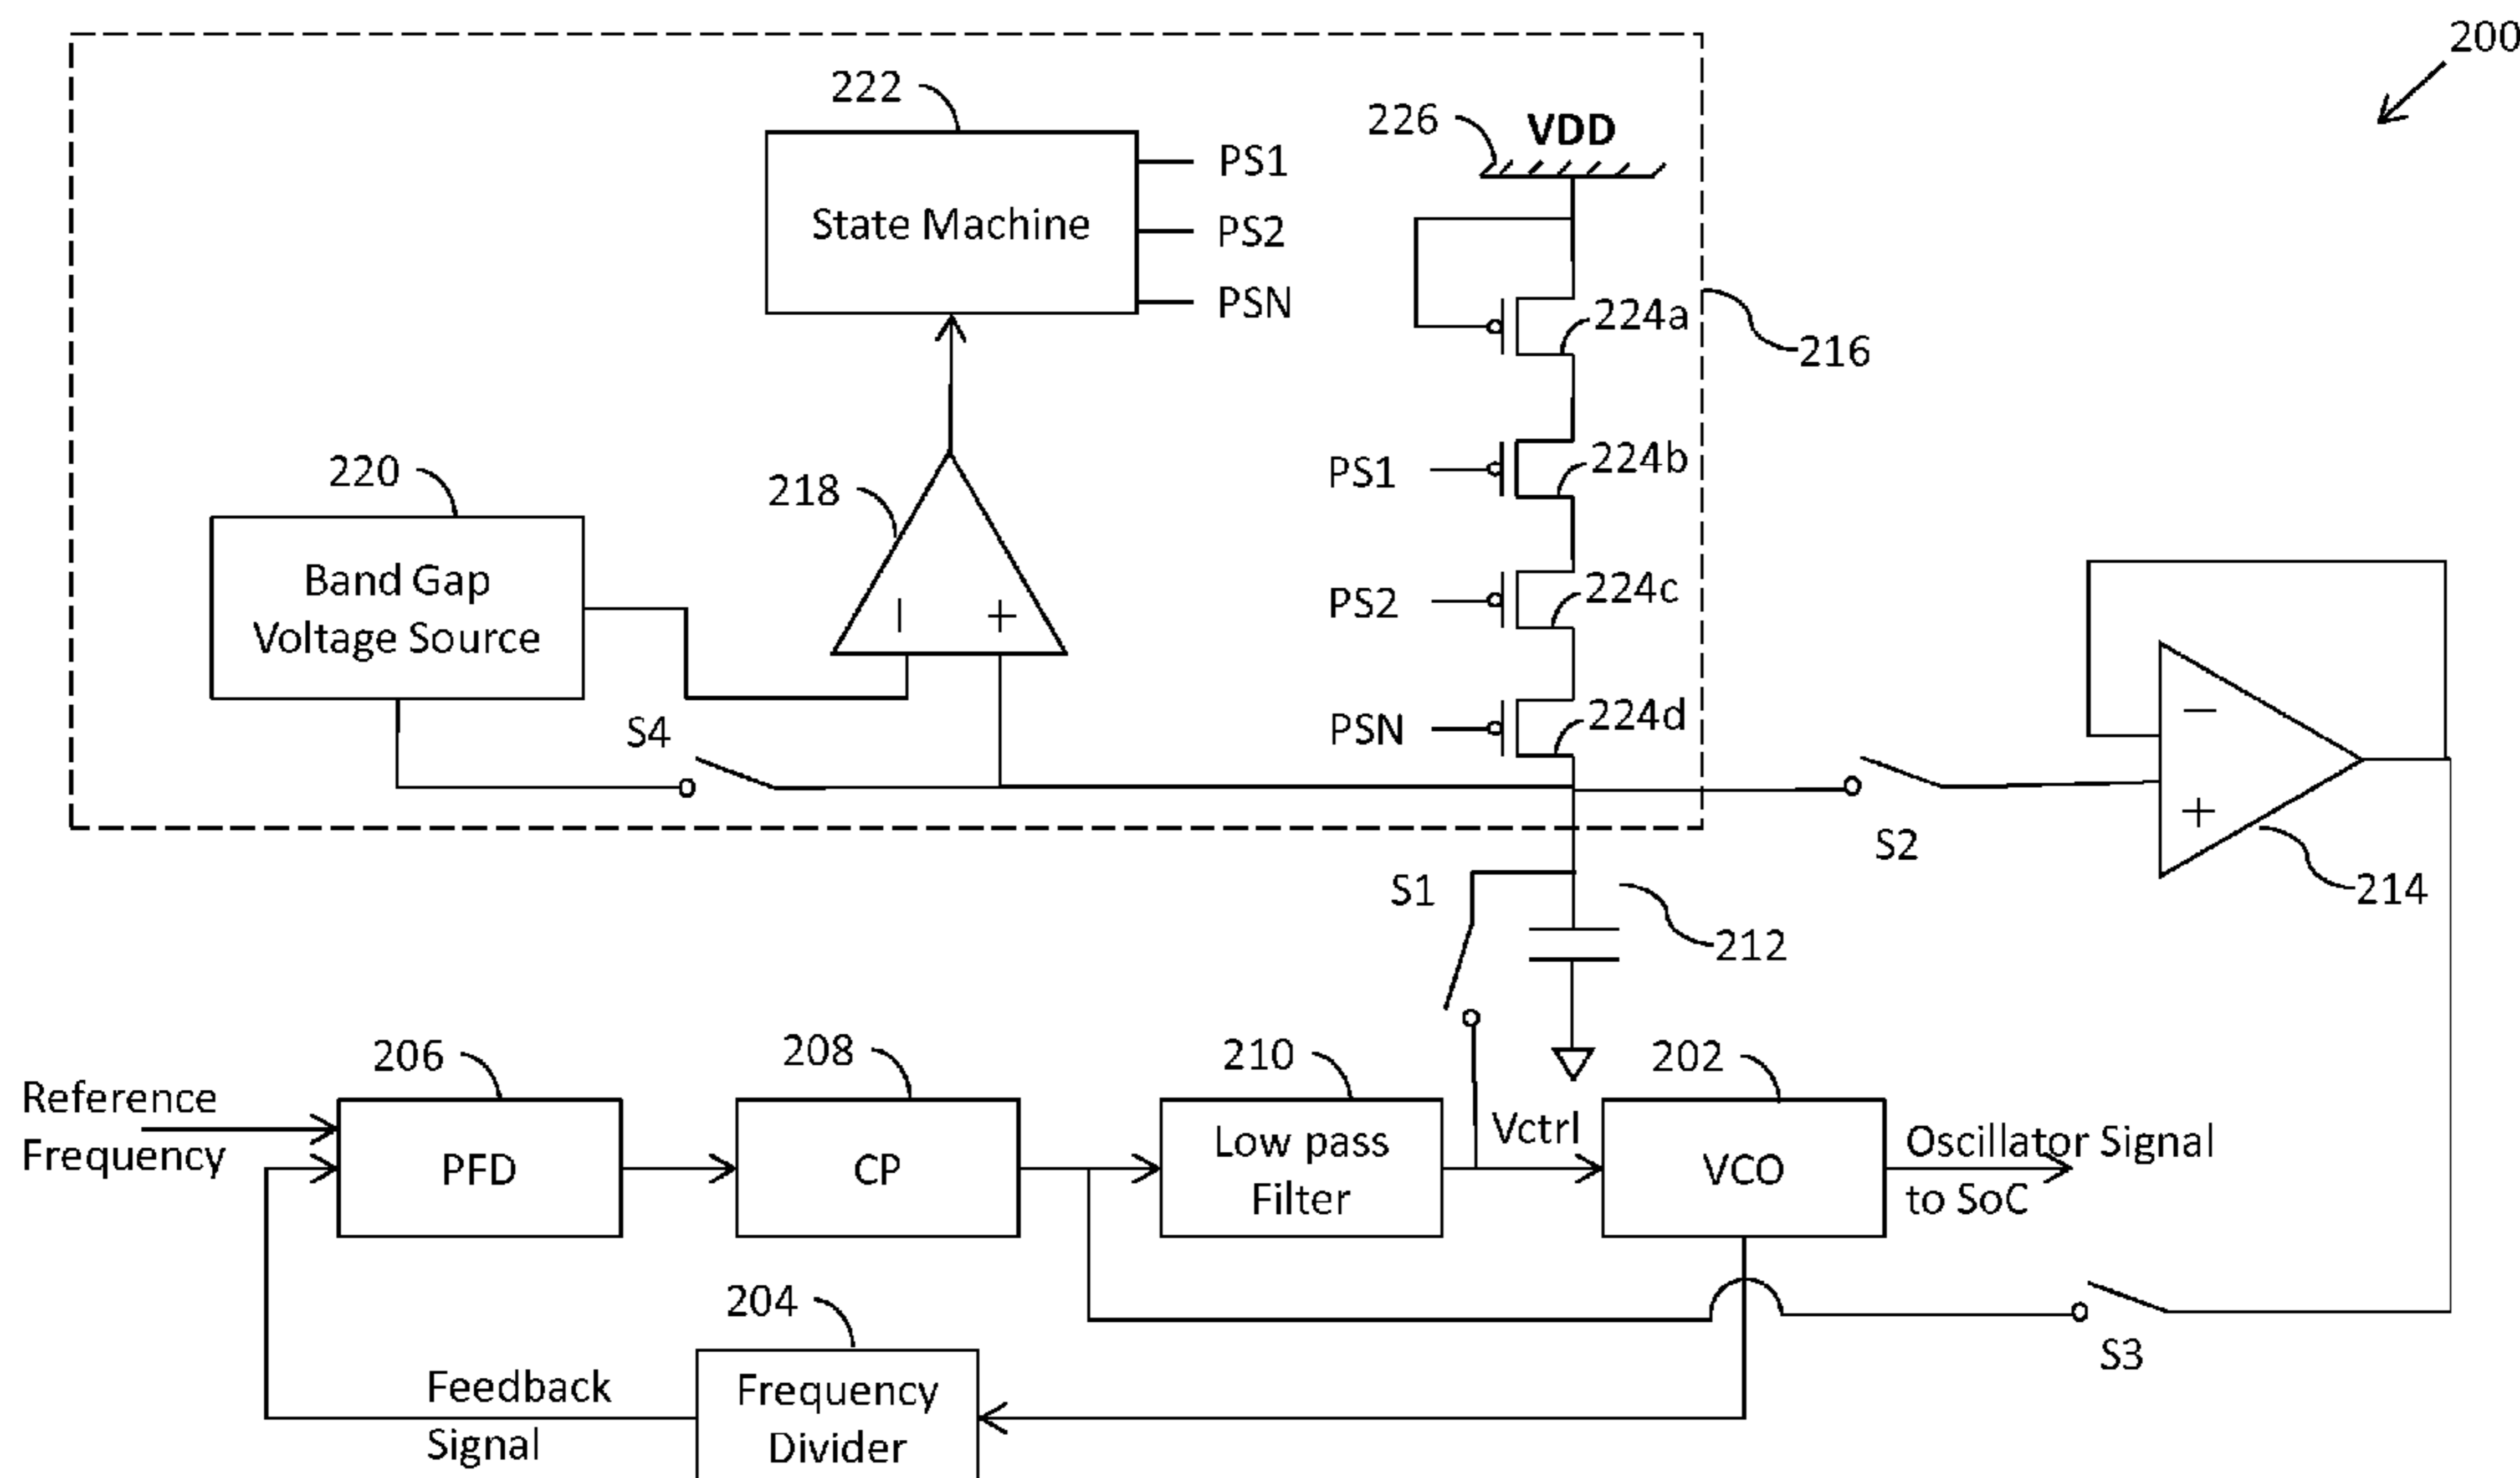 200
222
226 VDD
State Machine
PS1
PS2
PSN
224a
216
PS1
224b
220
218
Band Gap
Voltage Source
PS2
224c
S4
PSN
224d
S2
S1
214
212
206
208
210
202
Reference
Frequency
PFD
CP
Low pass
Filter
Vctrl
VCO
Oscillator Signal
to SoC
204
S3
Feedback
Signal
Frequency
Divider